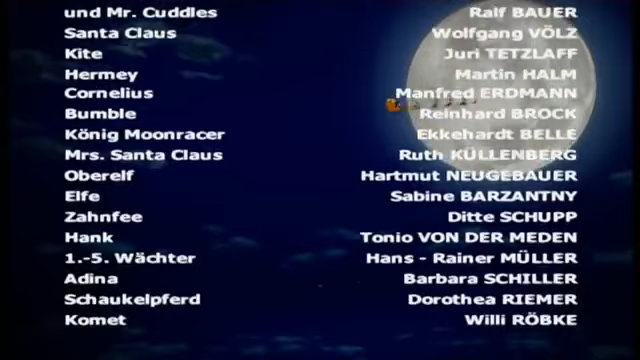 und Mr. Cuddles Ralf BAUER
Santa Claus Wolfgang VÖLZ
Kite Juri TETZLAFF
Hermey Martin HALM
Cornelius Manfred ERDMANN
Bumble Reinhard BROCK
König Moonracer Ekkehardt BELLE
Mrs. Santa Claus Ruth KÜLLENBERG
Oberelf Hartmut NEUGEBAUER
Elfe Sabine BARZANTNY
Zahnfee Ditte SCHUPP
Hank Tonio VON DER MEDEN
1.-5. Wächter Hans - Rainer MÜLLER
Adina Barbara SCHILLER
Schaukelpferd Dorothea RIEMER
Komet Willi RÖBKE